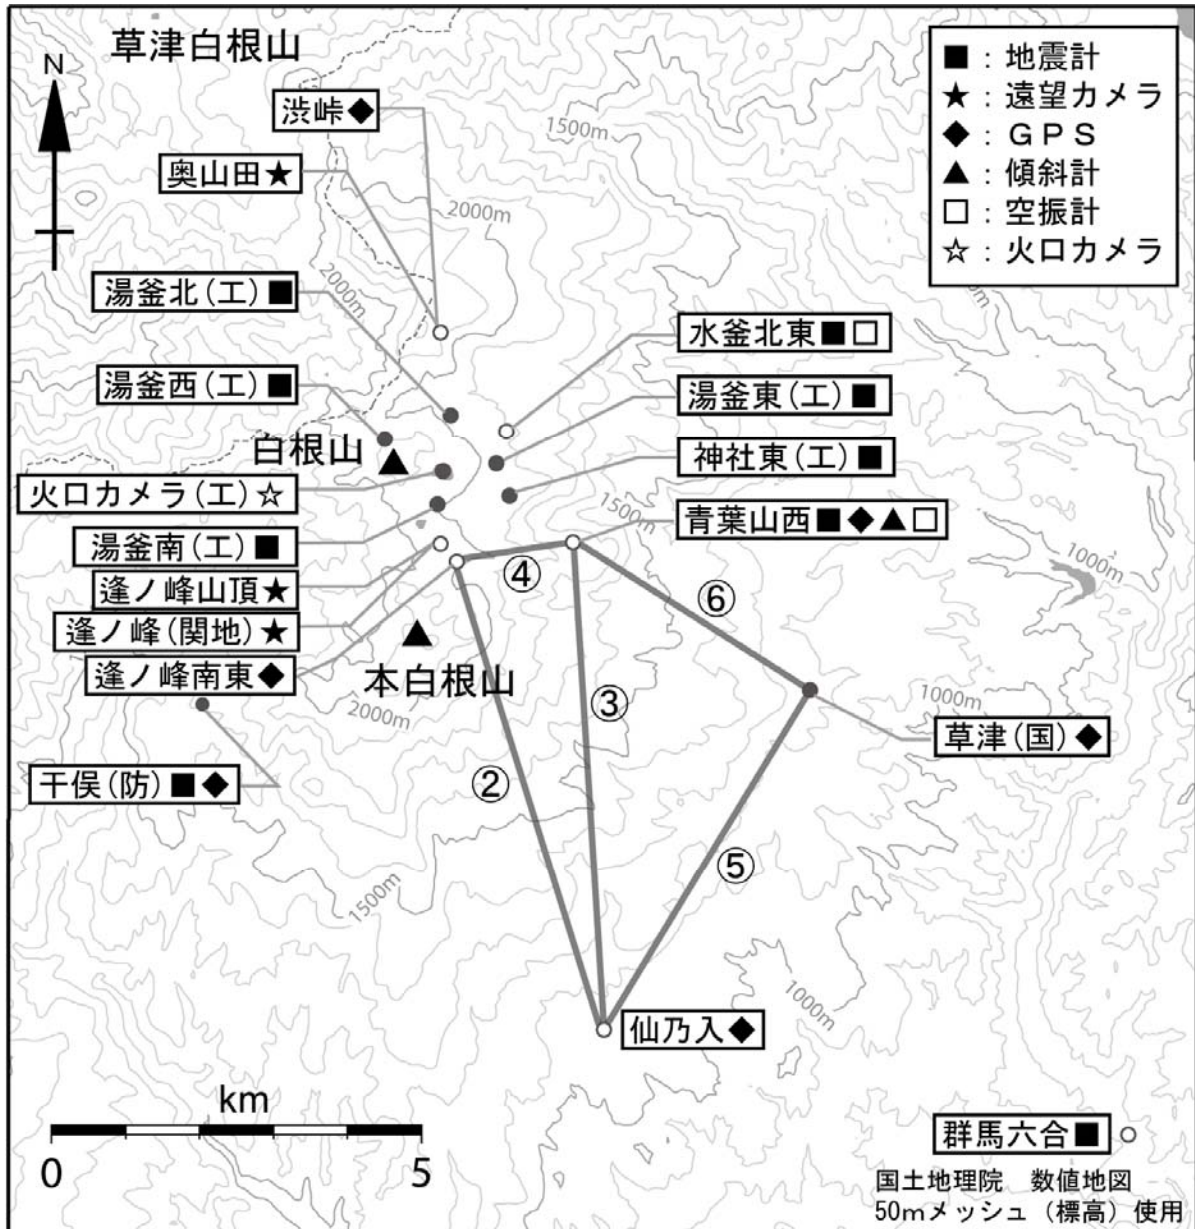 草津白根山
N
渋峠◆
奥山田★
湯釜北(工)■
湯釜西(工)■
白根山
火口カメラ(工)☆
湯釜南(工)■
逢ノ峰山頂★
逢ノ峰(関地)★
逢ノ峰南東◆
本白根山
干俣(防)■◆
■:地震計
★:遠望カメラ
◆:GPS
▲:傾斜計
□:空振計
☆:火口カメラ
水釜北東■□
湯釜東(工)■
神社東(工)■
青葉山西■◆▲□
草津(国)◆
仙乃入◆
群馬六合■
②
③
④
⑤
⑥
1500m
2000m
2000m
1500m
1000m
1000m
2000m
1500m
1000m
km
0
5
国土地理院 数値地図
50mメッシュ(標高)使用